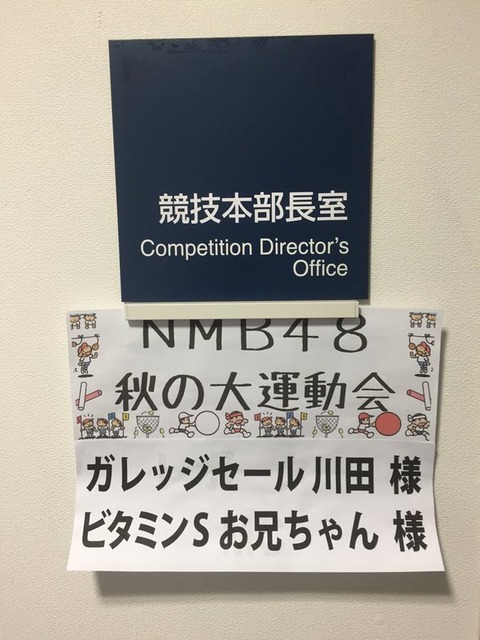 競技本部長室
Competition Director's
Office
NMB48
秋の大運動会
ガレッジセール 川田 様
ビタミンS お兄ちゃん 様